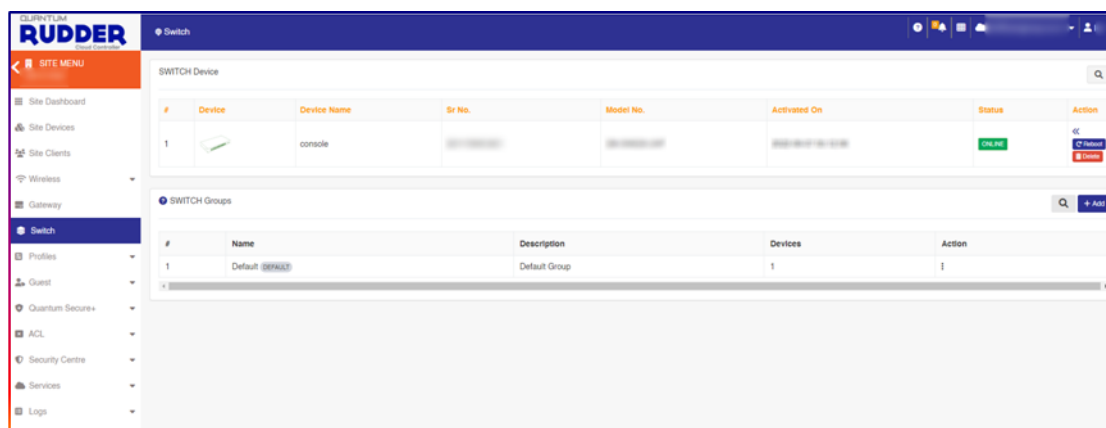 QUANTUM
RUDDER
Cloud Controller
Switch
SITE MENU
Site Dashboard
Site Devices
Site Clients
Wireless
Gateway
Switch
Profiles
Guest
Quantum Secure+
ACL
Security Centre
Services
Logs
SWITCH Device
# Device Device Name Sr No. Model No. Activated On Status Action
1 console ONLINE
Reboot
Delete
SWITCH Groups
+ Add
# Name Description Devices Action
1 Default DEFAULT Default Group 1